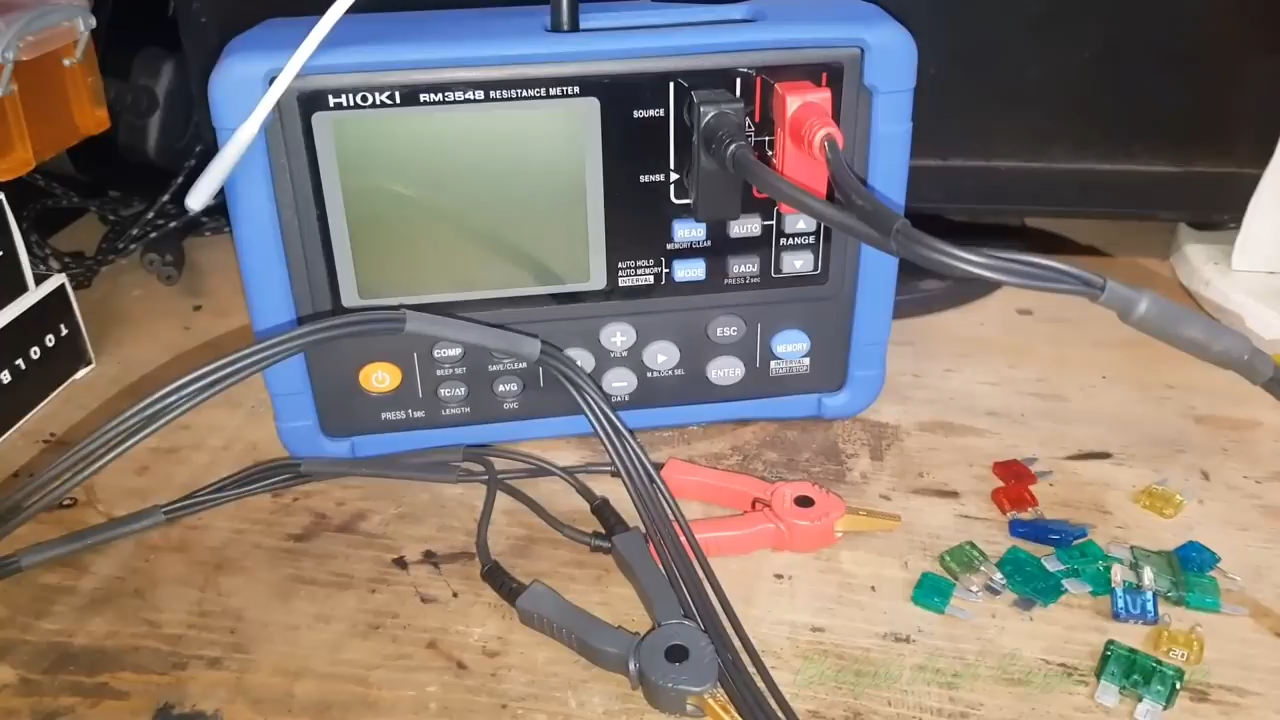 HIOKI RM3548 RESISTANCE METER
SOURCE
SENSE
READ
MEMORY CLEAR
AUTO
RANGE
AUTO HOLD
AUTO MEMORY
INTERVAL
MODE
0ADJ
PRESS 2sec
COMP
BEEP SET
SAVE/CLEAR
VIEW
ESC
MEMORY
INTERVAL
START/STOP
M.BLOCK SEL
ENTER
PRESS 1sec
TC/ΔT
LENGTH
AVG
OVC
DATE
TOOL B
20